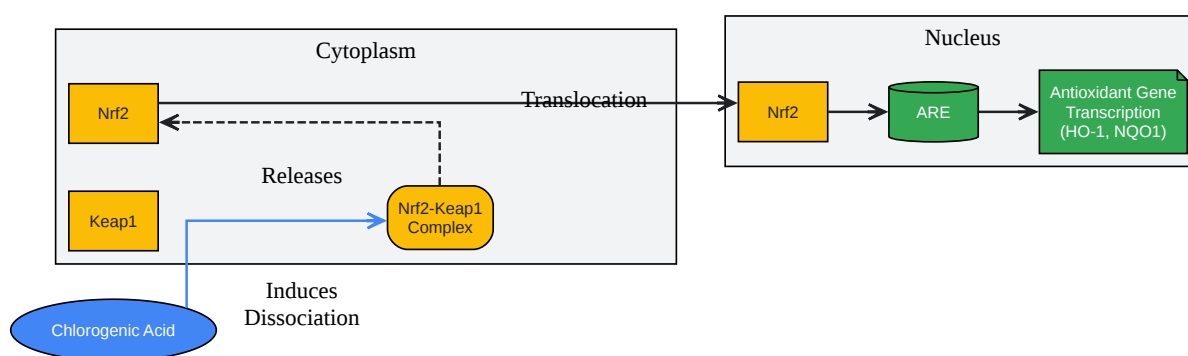 Cytoplasm
Nucleus
Nrf2
Translocation
Nrf2
ARE
Antioxidant Gene
Transcription
(HO-1, NQO1)
Releases
Keap1
Nrf2-Keap1
Complex
Induces
Dissociation
Chlorogenic Acid